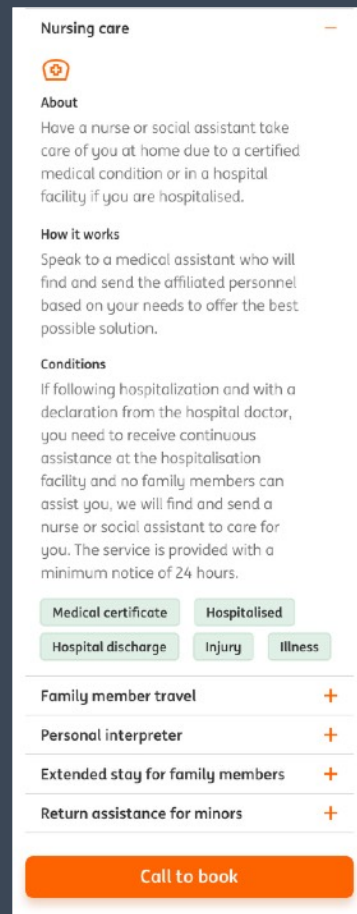 Nursing care
About
Have a nurse or social assistant take
care of you at home due to a certified
medical condition or in a hospital
facility if you are hospitalised.
How it works
Speak to a medical assistant who will
find and send the affiliated personnel
based on your needs to offer the best
possible solution.
Conditions
If following hospitalization and with a
declaration from the hospital doctor,
you need to receive continuous
assistance at the hospitalisation
facility and no family members can
assist you, we will find and send a
nurse or social assistant to care for
you. The service is provided with a
minimum notice of 24 hours.
Medical certificate Hospitalised
Hospital discharge Injury Illness
Family member travel
Personal interpreter
Extended stay for family members
Return assistance for minors
Call to book